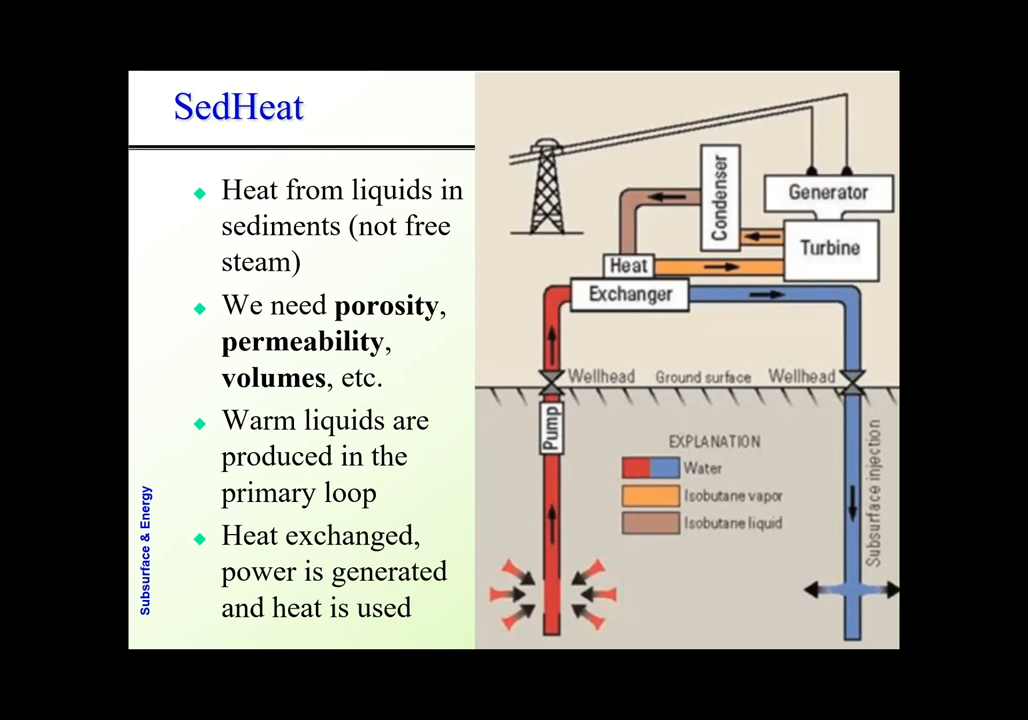 SedHeat
Heat from liquids in
sediments (not free
steam)
We need porosity,
permeability,
volumes, etc.
Warm liquids are
produced in the
primary loop
Heat exchanged,
power is generated
and heat is used
Subsurface & Energy
Condenser
Generator
Turbine
Heat
Exchanger
Wellhead Ground surface Wellhead
Pump
EXPLANATION
Water
Isobutane vapor
Isobutane liquid
Subsurface injection